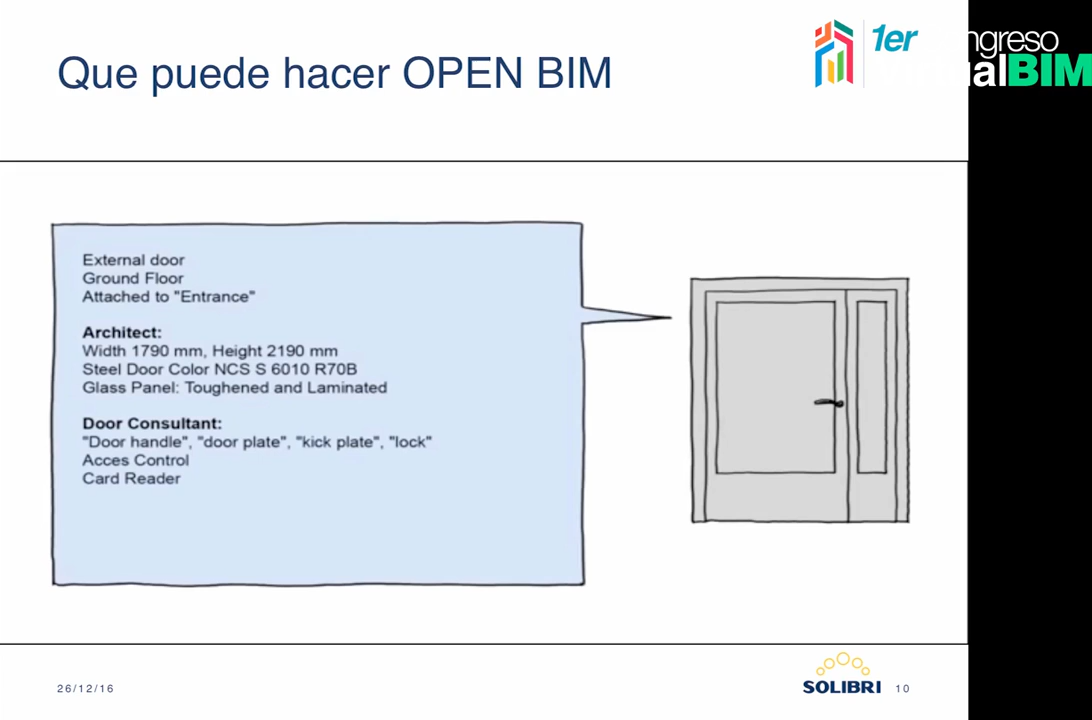 Que puede hacer OPEN BIM
1er
BIM
External door
Ground Floor
Attached to "Entrance"
Architect:
Width 1790 mm, Height 2190 mm
Steel Door Color NCS S 6010 R70B
Glass Panel: Toughened and Laminated
Door Consultant:
"Door handle", "door plate", "kick plate", "lock"
Acces Control
Card Reader
26/12/16
SOLIBRI
10